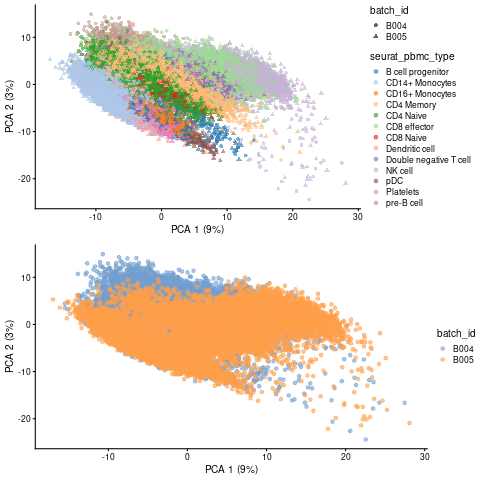 batch_id
B004
B005
seurat_pbmc_type
B cell progenitor
CD14+ Monocytes
CD16+ Monocytes
CD4 Memory
CD4 Naive
CD8 effector
CD8 Naive
Dendritic cell
Double negative T cell
NK cell
pDC
Platelets
pre-B cell
10
0
-10
-20
PCA 2 (3%)
-10 0 10 20 30
PCA 1 (9%)
10
0
-10
-20
PCA 2 (3%)
-10 0 10 20 30
PCA 1 (9%)
batch_id
B004
B005